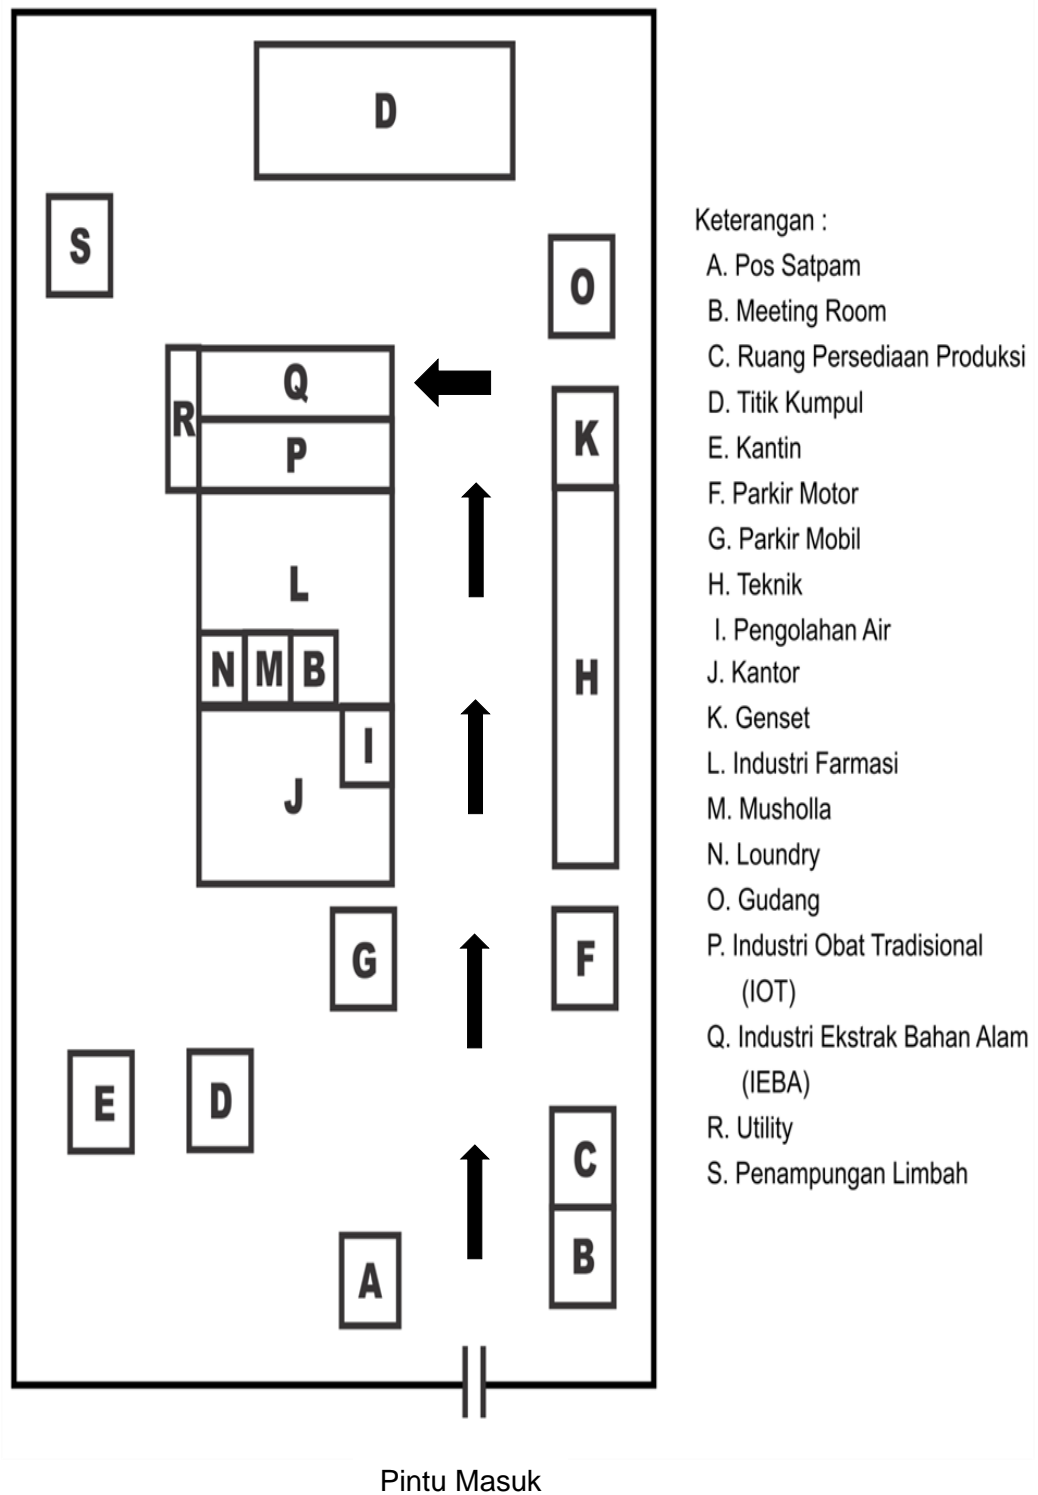 D
S
O
Q
R
K
P
L
N M B
H
I
J
G
F
E
D
C
B
A
Pintu Masuk
Keterangan :
A. Pos Satpam
B. Meeting Room
C. Ruang Persediaan Produksi
D. Titik Kumpul
E. Kantin
F. Parkir Motor
G. Parkir Mobil
H. Teknik
I. Pengolahan Air
J. Kantor
K. Genset
L. Industri Farmasi
M. Musholla
N. Loundry
O. Gudang
P. Industri Obat Tradisional
(IOT)
Q. Industri Ekstrak Bahan Alam
(IEBA)
R. Utility
S. Penampungan Limbah